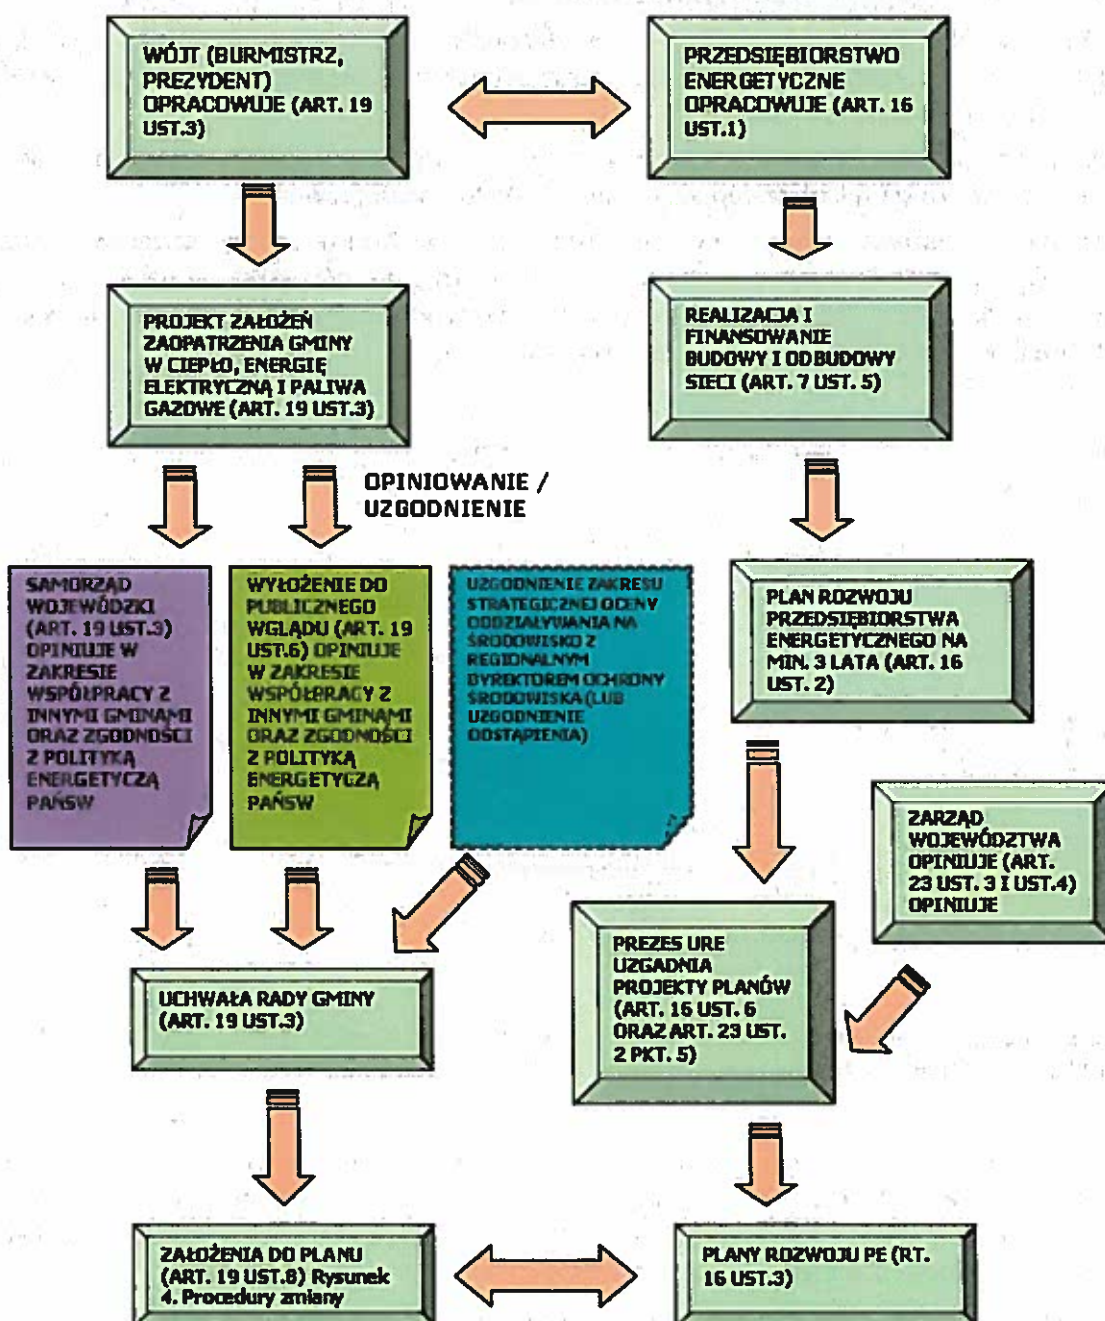 WÓJT (BURMISTRZ,
PREZYDENT)
OPRACOWUJE (ART. 19
UST.3)
PRZEDSIĘBIORSTWO
ENERGETYCZNE
OPRACOWUJE (ART. 16
UST.1)
PROJEKT ZAŁOŻEŃ
ZAOPATRZENIA GMINY
W CIEPŁO, ENERGIĘ
ELEKTRYCZNĄ I PALIWA
GAZOWE (ART. 19 UST.3)
REALIZACJA I
FINANSOWANIE
BUDOWY I ODBUDOWY
SIECI (ART. 7 UST. 5)
OPINIOWANIE /
UZGODNIENIE
SAMORZĄD
WOJEWÓDZKI
(ART. 19 UST.3)
OPINIUJE W
ZAKRESIE
WSPÓŁPRACY Z
INNYMI GMINAMI
ORAZ ZGODNOŚCI
Z POLITYKĄ
ENERGETYCZĄ
PAŃSW
WYŁOŻENIE DO
PUBLICZNEGO
WGLĄDU (ART. 19
UST.6) OPINIUJE
W ZAKRESIE
WSPÓŁPRACY Z
INNYMI GMINAMI
ORAZ ZGODNOŚCI
Z POLITYKĄ
ENERGETYCZĄ
PAŃSW
UZGODNIENIE ZAKRESU
STRATEGICZNEJ OCENY
ODDZIAŁYWANIA NA
ŚRODOWISKO Z
REGIONALNYM
DYREKTOREM OCHRONY
ŚRODOWISKA (LUB
UZGODNIENIE
ODSTĄPIENIA)
PLAN ROZWOJU
PRZEDSIĘBIORSTWA
ENERGETYCZNEGO NA
MIN. 3 LATA (ART. 16
UST. 2)
ZARZĄD
WOJEWÓDZTWA
OPINIUJE (ART.
23 UST. 3 I UST.4)
OPINIUJE
PREZES URE
UZGADNIA
PROJEKTY PLANÓW
(ART. 16 UST. 6
ORAZ ART. 23 UST.
2 PKT. 5)
UCHWAŁA RADY GMINY
(ART. 19 UST.3)
ZAŁOŻENIA DO PLANU
(ART. 19 UST.8) Rysunek
4. Procedury zmiany
PLANY ROZWOJU PE (RT.
16 UST.3)